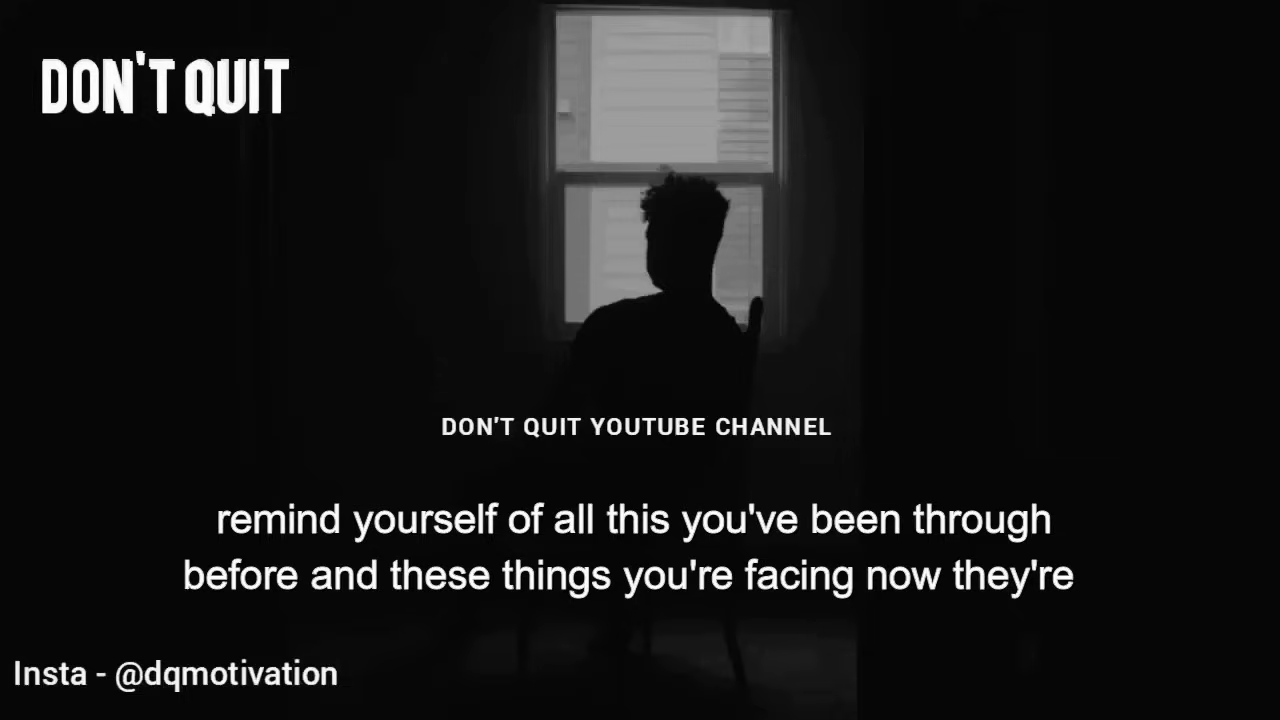 DON'T QUIT
DON'T QUIT YOUTUBE CHANNEL
remind yourself of all this you've been through
before and these things you're facing now they're
Insta - @dqmotivation